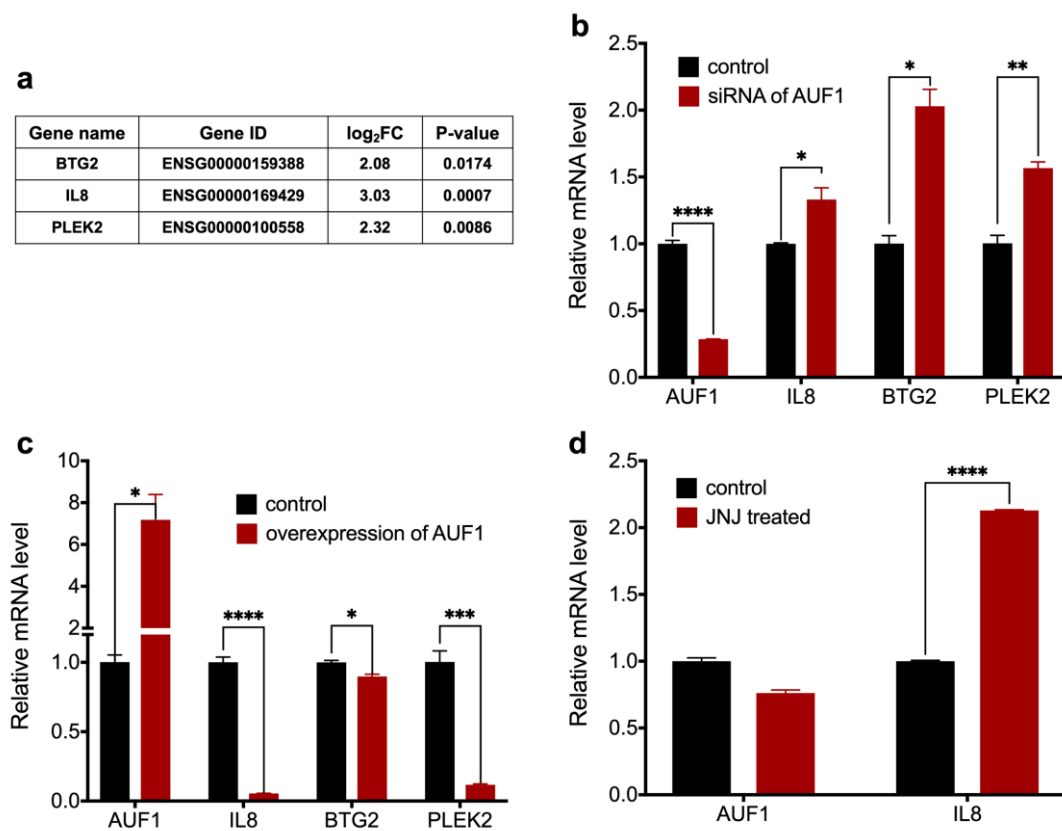 a
Gene name Gene ID log₂FC P-value
BTG2 ENSG00000159388 2.08 0.0174
IL8 ENSG00000169429 3.03 0.0007
PLEK2 ENSG00000100558 2.32 0.0086
b
Relative mRNA level
2.5
2.0
1.5
1.0
0.5
0.0
control
siRNA of AUF1
****
*
*
**
AUF1 IL8 BTG2 PLEK2
c
Relative mRNA level
10
8
6
4
2
1.0
0.5
0.0
control
overexpression of AUF1
*
****
*
***
AUF1 IL8 BTG2 PLEK2
d
Relative mRNA level
2.5
2.0
1.5
1.0
0.5
0.0
control
JNJ treated
****
AUF1 IL8